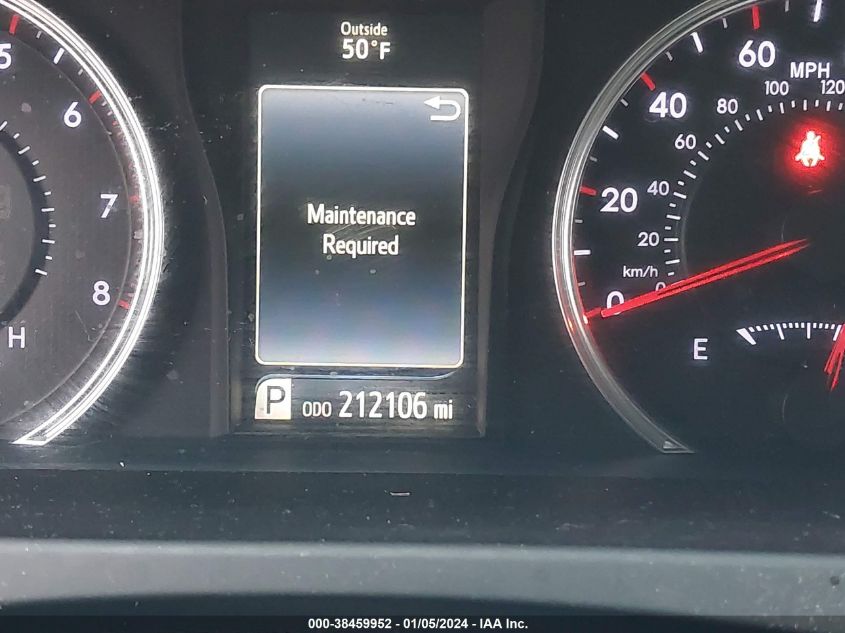 Outside
50°F
Maintenance
Required
P ODO 212106 mi
5
6
7
8
H
60
MPH
40
20
0
120
100
80
60
40
20
km/h
0
E
000-38459952 - 01/05/2024 - IAA Inc.